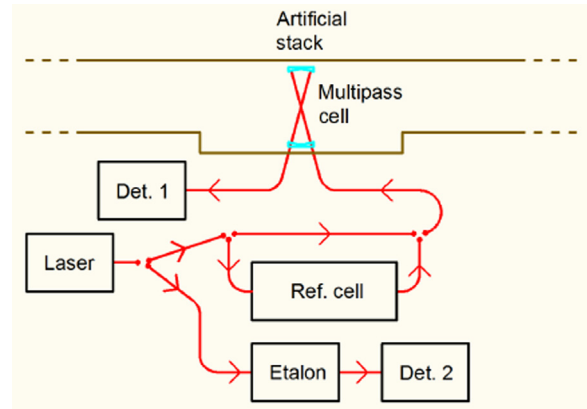 Artificial
stack
Multipass
cell
Det. 1
Laser
Ref. cell
Etalon
Det. 2